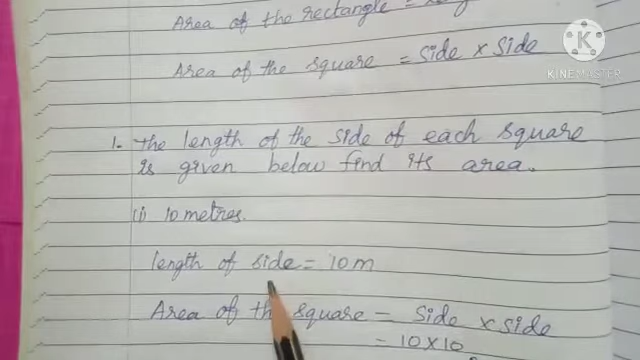 Area of the rectangle =
Area of the square = side x side
KINEMASTER
1. The length of the side of each square
is given below find its area.
(i) 10 metres.
length of side = 10 m
Area of the square = side x side
= 10 x 10